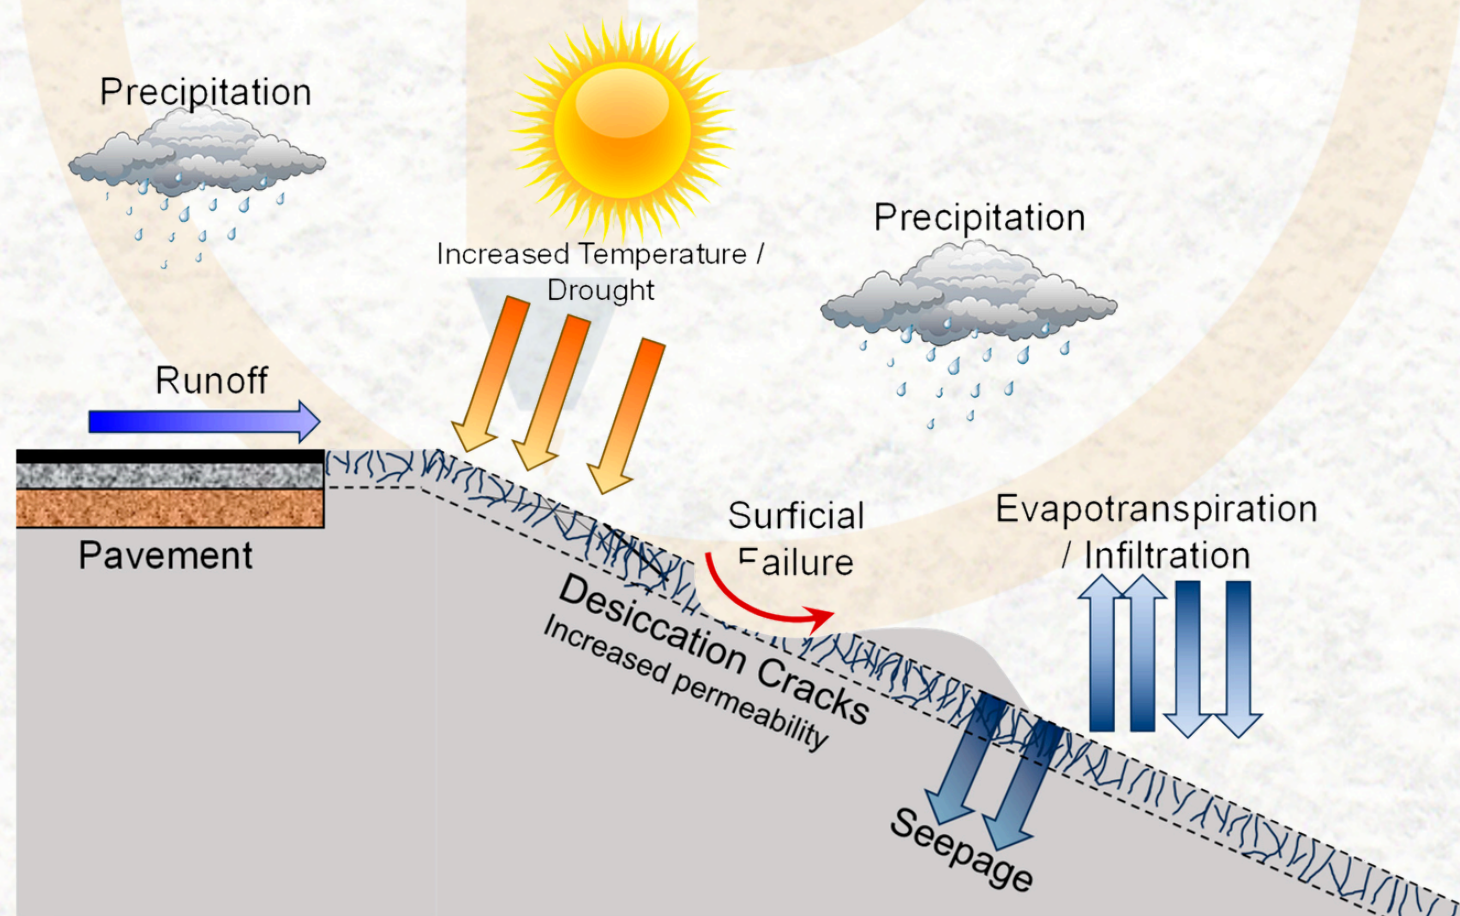 Precipitation
Increased Temperature /
Drought
Precipitation
Runoff
Pavement
Surficial
Failure
Evapotranspiration
/ Infiltration
Desiccation Cracks
Increased permeability
Seepage